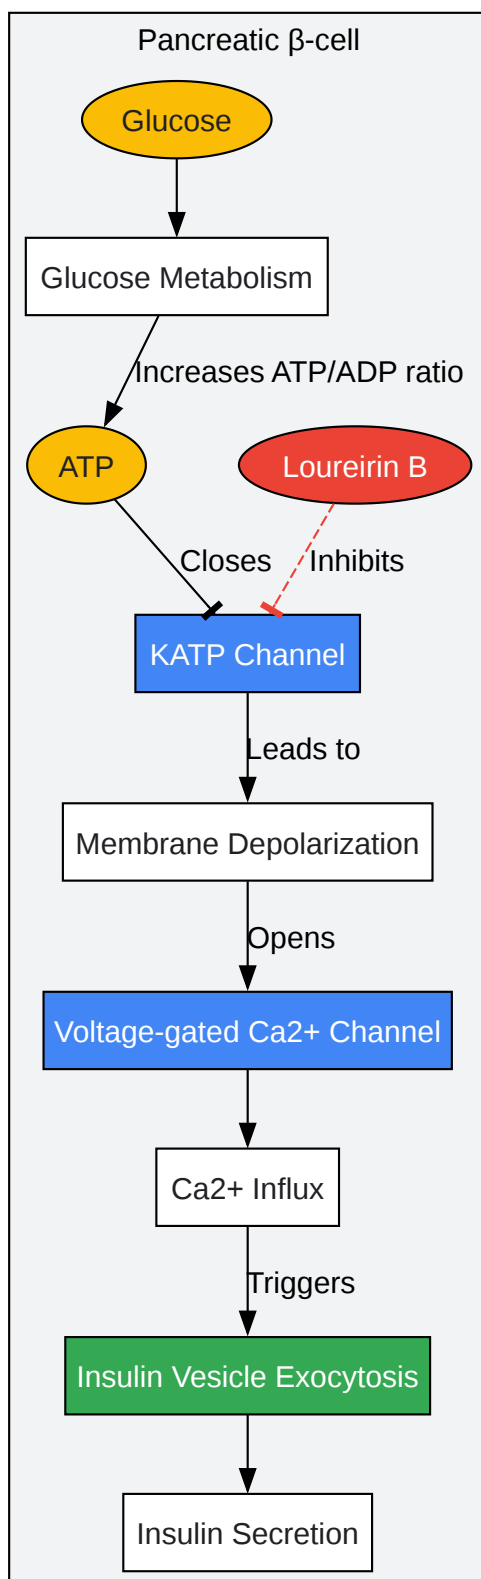 Pancreatic β-cell
Glucose
Glucose Metabolism
Increases ATP/ADP ratio
ATP
Loureirin B
Closes
Inhibits
KATP Channel
Leads to
Membrane Depolarization
Opens
Voltage-gated Ca2+ Channel
Ca2+ Influx
Triggers
Insulin Vesicle Exocytosis
Insulin Secretion